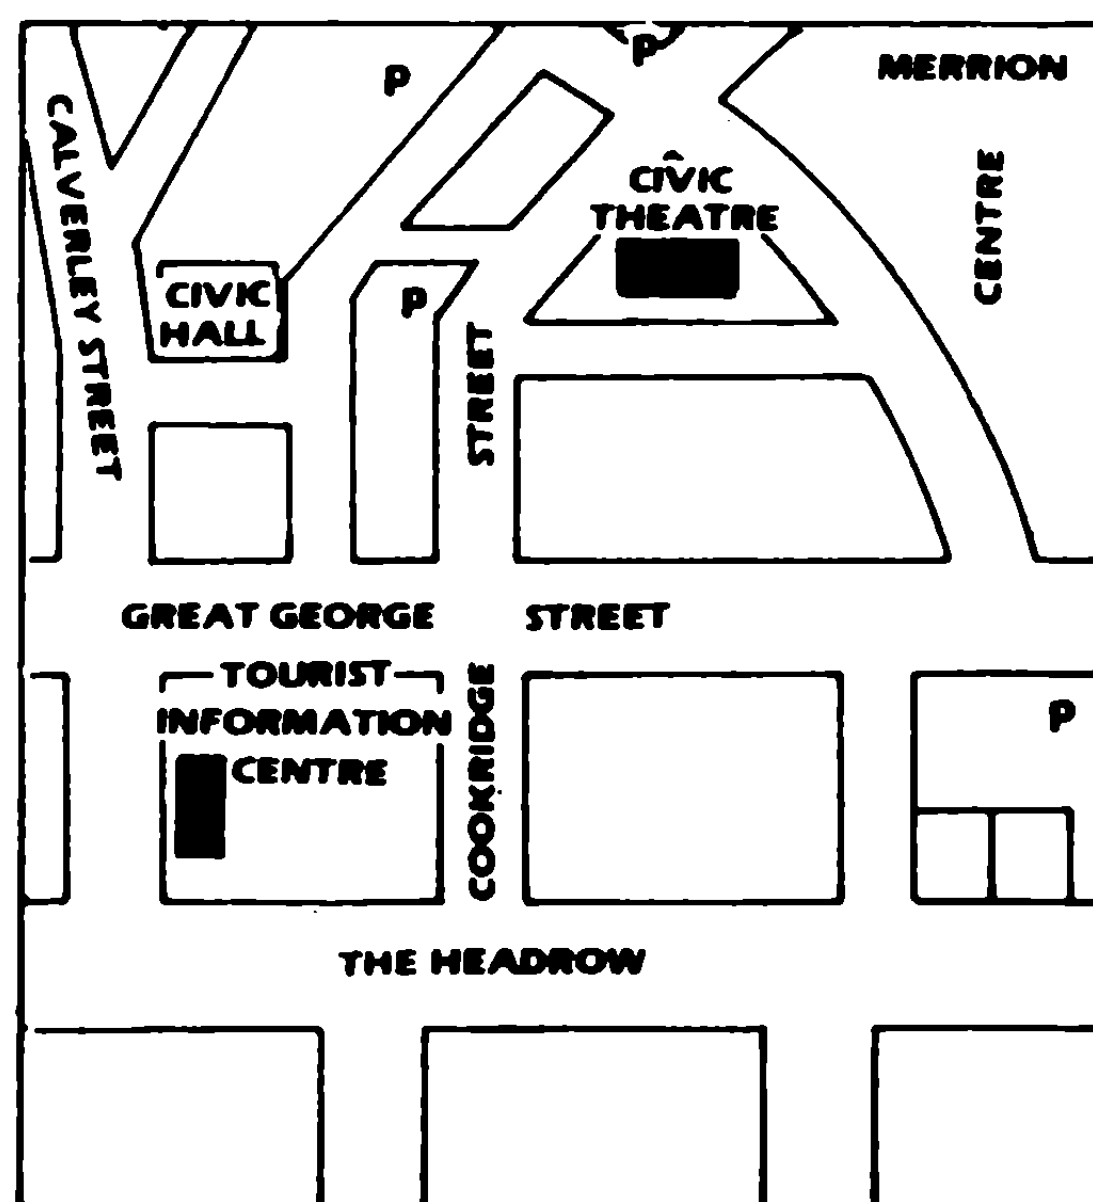 P
P
MERRION
CENTRE
CALVERLEY STREET
CIVIC
THEATRE
CIVIC
HALL
P
STREET
GREAT GEORGE STREET
TOURIST
INFORMATION
CENTRE
COOKRIDGE
P
THE HEADROW